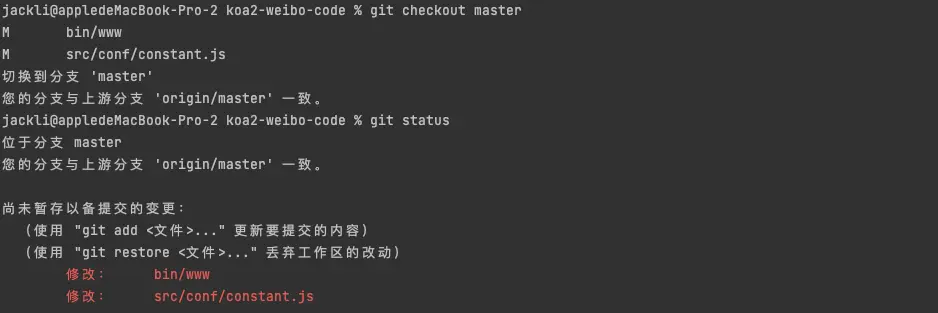 jackli@appledeMacBook-Pro-2 koa2-weibo-code % git checkout master
M       bin/www
M       src/conf/constant.js
切换到分支 'master'
您的分支与上游分支 'origin/master' 一致。
jackli@appledeMacBook-Pro-2 koa2-weibo-code % git status
位于分支 master
您的分支与上游分支 'origin/master' 一致。
尚未暂存以备提交的变更：
  (使用 "git add <文件>..." 更新要提交的内容)
  (使用 "git restore <文件>..." 丢弃工作区的改动)
        修改：     bin/www
        修改：     src/conf/constant.js